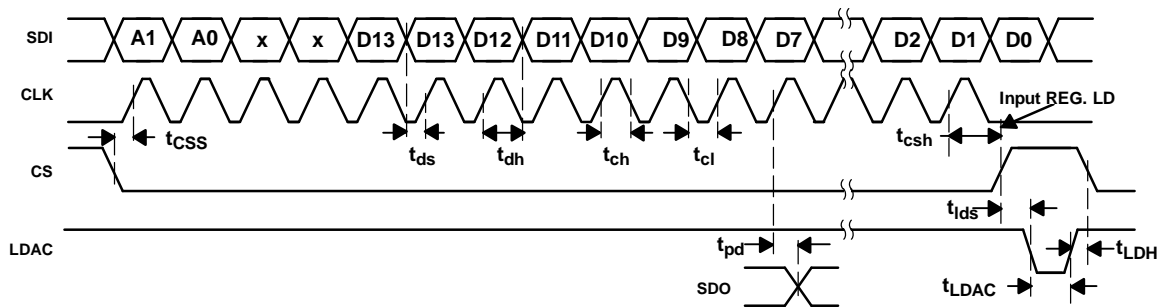 SDI A1 A0 x x D13 D13 D12 D11 D10 D9 D8 D7 D2 D1 D0
CLK
Input REG. LD
tCSS tds tdh tch tcl tcsh
CS
tlds
LDAC
tpd tLDH
SDO tLDAC